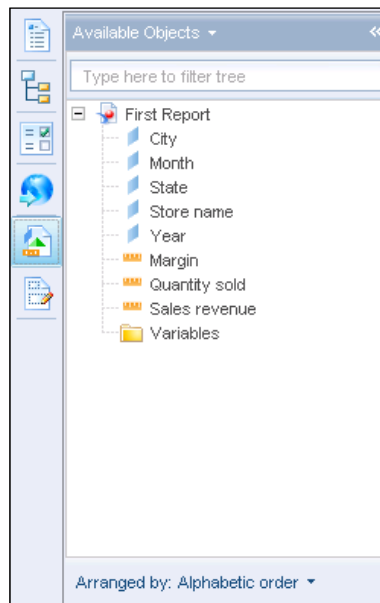 Available Objects
Type here to filter tree
First Report
City
Month
State
Store name
Year
Margin
Quantity sold
Sales revenue
Variables
Arranged by: Alphabetic order